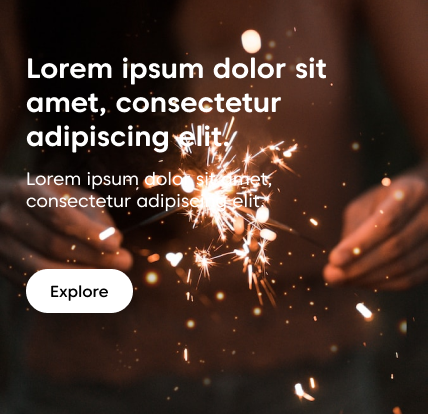 Lorem ipsum dolor sit
amet, consectetur
adipiscing elit.
Lorem ipsum dolor sit amet,
consectetur adipiscing elit.
Explore